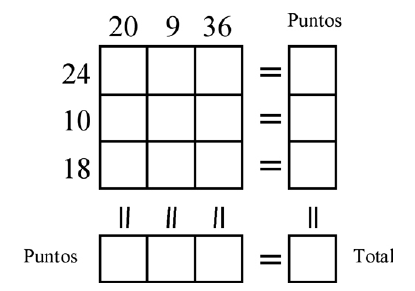 Puntos
20 9 36
24 =
10 =
18 =
= = = =
Puntos = Total